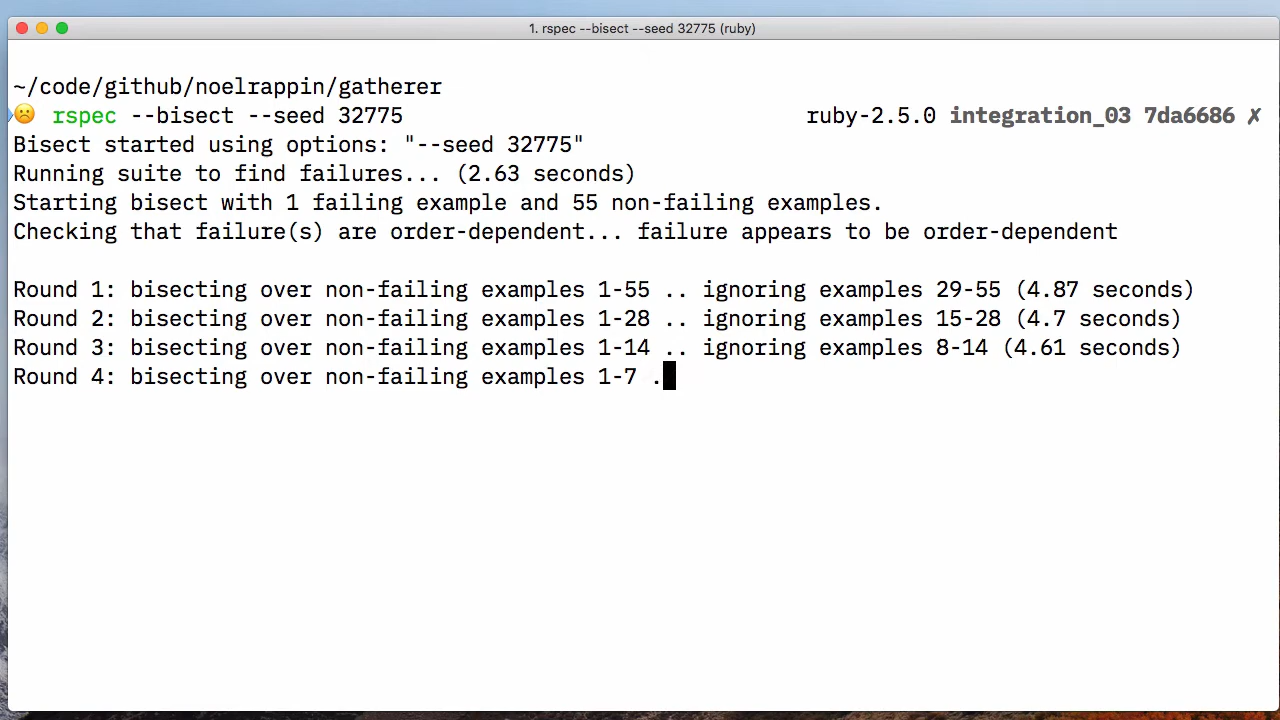 1. rspec --bisect --seed 32775 (ruby)
~/code/github/noelrappin/gatherer
☹️ rspec --bisect --seed 32775 ruby-2.5.0 integration_03 7da6686 ✗
Bisect started using options: "--seed 32775"
Running suite to find failures... (2.63 seconds)
Starting bisect with 1 failing example and 55 non-failing examples.
Checking that failure(s) are order-dependent... failure appears to be order-dependent
Round 1: bisecting over non-failing examples 1-55 .. ignoring examples 29-55 (4.87 seconds)
Round 2: bisecting over non-failing examples 1-28 .. ignoring examples 15-28 (4.7 seconds)
Round 3: bisecting over non-failing examples 1-14 .. ignoring examples 8-14 (4.61 seconds)
Round 4: bisecting over non-failing examples 1-7 .